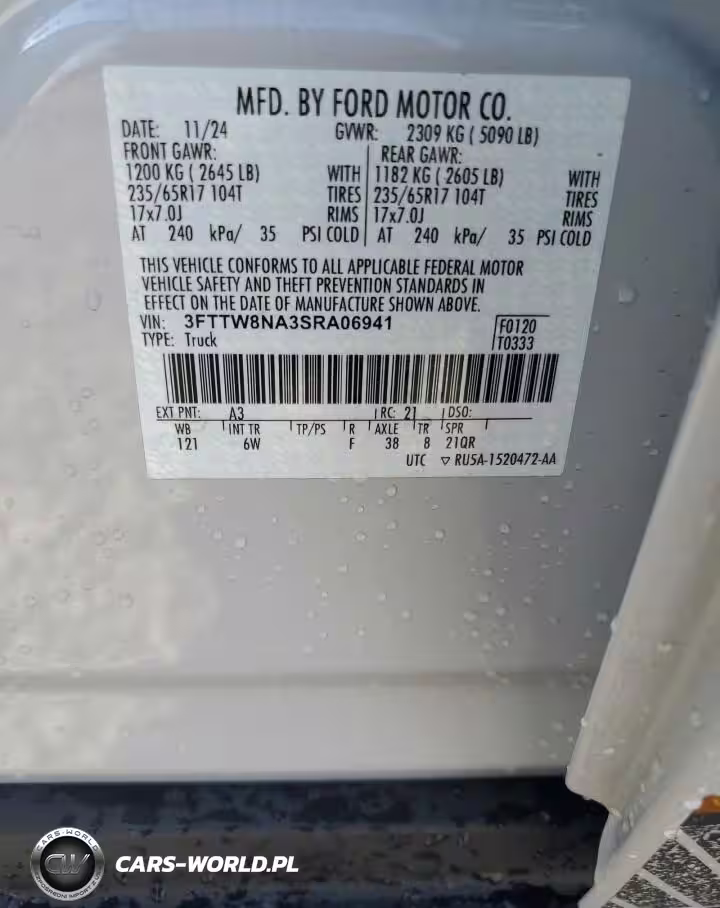 MFD. BY FORD MOTOR CO.
DATE: 11/24 GVWR: 2309 KG ( 5090 LB)
FRONT GAWR: REAR GAWR:
1200 KG ( 2645 LB) WITH 1182 KG ( 2605 LB) WITH
235/65R17 104T TIRES 235/65R17 104T TIRES
17x7.0J RIMS 17x7.0J RIMS
AT 240 kPa/ 35 PSI COLD AT 240 kPa/ 35 PSI COLD
THIS VEHICLE CONFORMS TO ALL APPLICABLE FEDERAL MOTOR
VEHICLE SAFETY AND THEFT PREVENTION STANDARDS IN
EFFECT ON THE DATE OF MANUFACTURE SHOWN ABOVE.
VIN: 3FTTW8NA3SRA06941 F0120
TYPE: Truck T0333
EXT PNT: A3 RC: 21 DSO:
WB INT TR TP/PS R AXLE TR SPR
121 6W F 38 8 21QR
UTC ▽ RU5A-1520472-AA
CARS-WORLD
CW
CARS-WORLD.PL